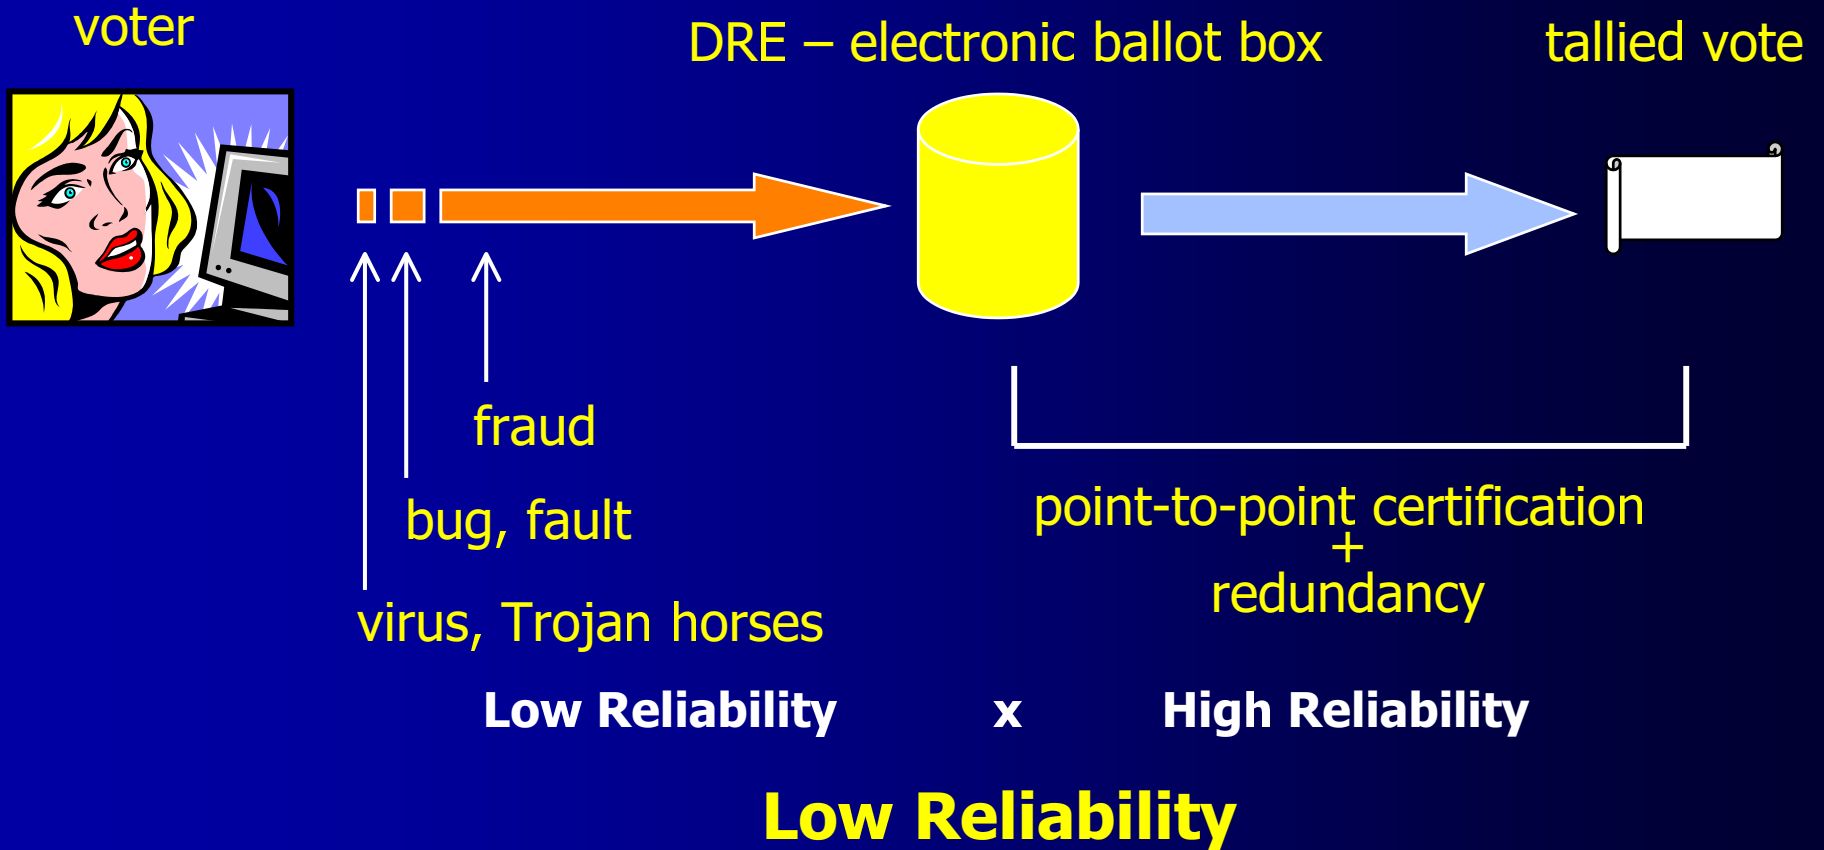 voter
DRE – electronic ballot box
tallied vote
fraud
bug, fault
virus, Trojan horses
point-to-point certification
+
redundancy
Low Reliability x High Reliability
Low Reliability